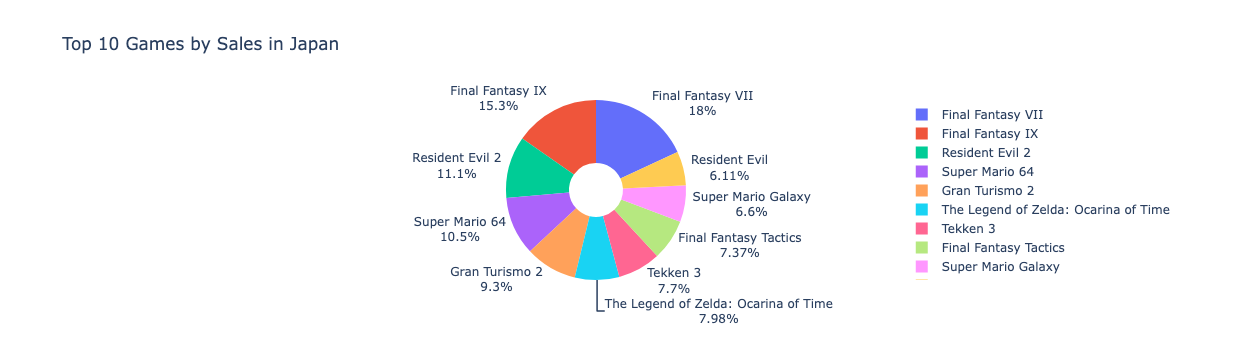 Top 10 Games by Sales in Japan
Final Fantasy IX
15.3%
Final Fantasy VII
18%
Resident Evil 2
11.1%
Resident Evil
6.11%
Super Mario Galaxy
6.6%
Super Mario 64
10.5%
Final Fantasy Tactics
7.37%
Gran Turismo 2
9.3%
Tekken 3
7.7%
The Legend of Zelda: Ocarina of Time
7.98%
Final Fantasy VII
Final Fantasy IX
Resident Evil 2
Super Mario 64
Gran Turismo 2
The Legend of Zelda: Ocarina of Time
Tekken 3
Final Fantasy Tactics
Super Mario Galaxy